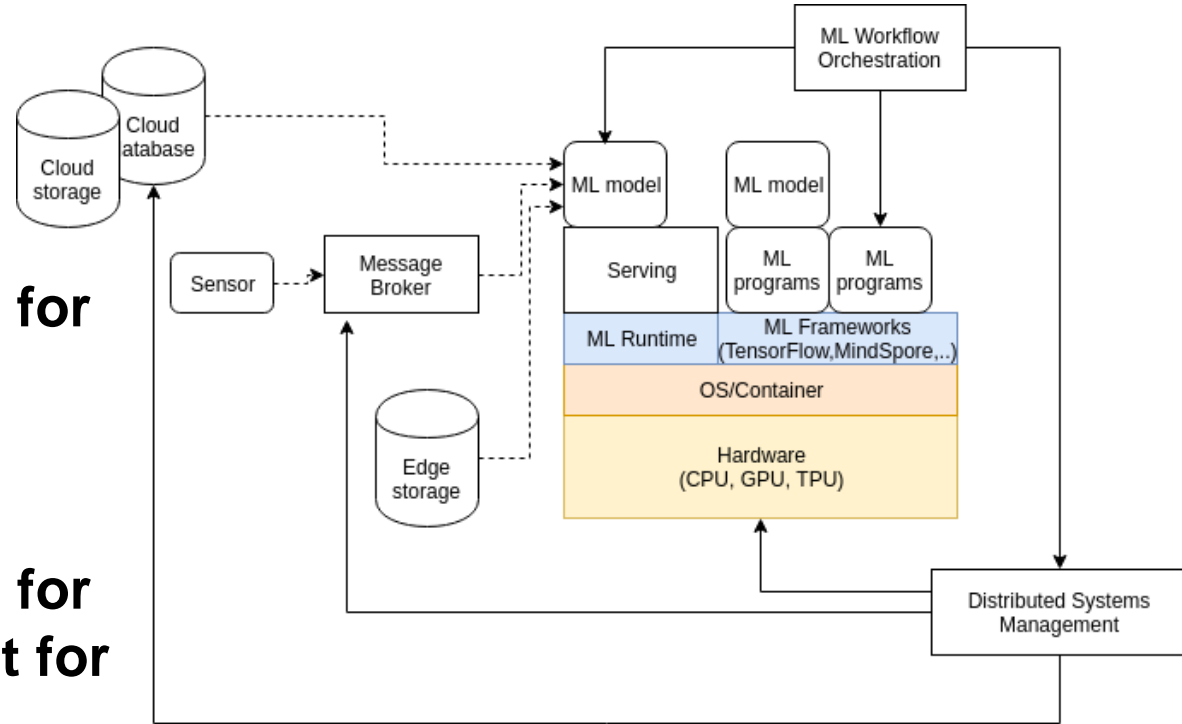 ML Workflow
Orchestration
Cloud
atabase
Cloud
storage
ML model
ML model
Sensor
Message
Broker
Serving
ML
programs
ML
programs
for
ML Runtime
ML Frameworks
(TensorFlow,MindSpore,..)
OS/Container
Hardware
(CPU, GPU, TPU)
Edge
storage
for
t for
Distributed Systems
Management